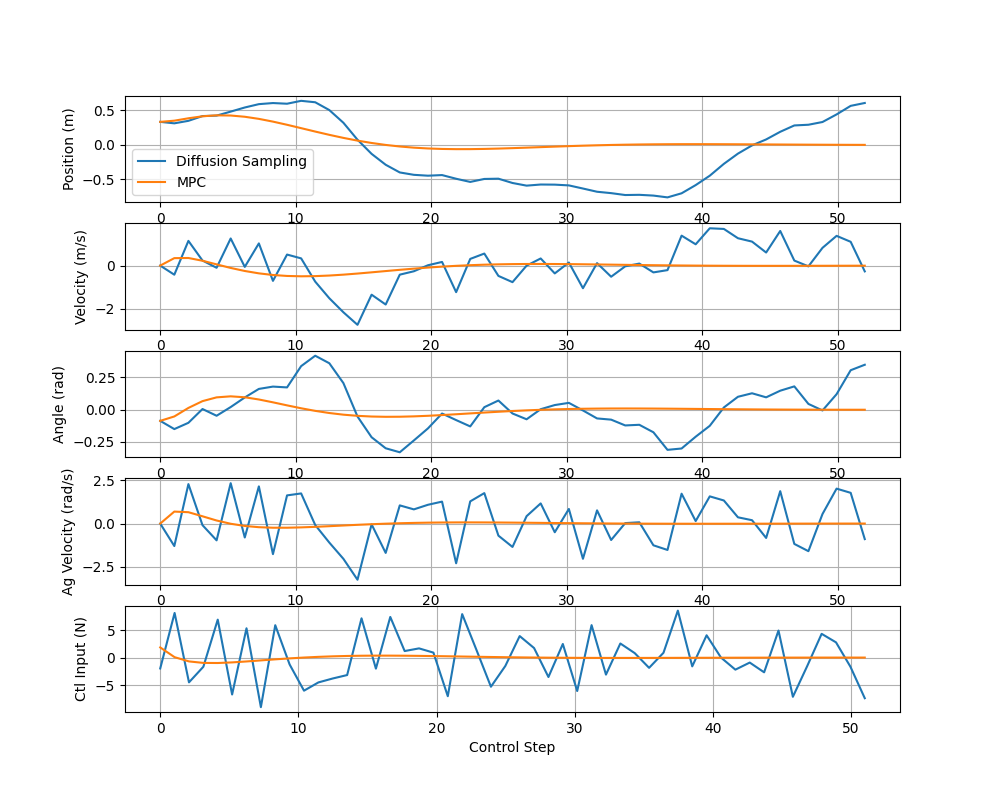 Position (m)
0.5
0.0
−0.5
Diffusion Sampling
MPC
0 10 20 30 40 50
Velocity (m/s)
0
−2
0 10 20 30 40 50
Angle (rad)
0.25
0.00
−0.25
0 10 20 30 40 50
Ag Velocity (rad/s)
2.5
0.0
−2.5
0 10 20 30 40 50
Ctl Input (N)
5
0
−5
0 10 20 30 40 50
Control Step